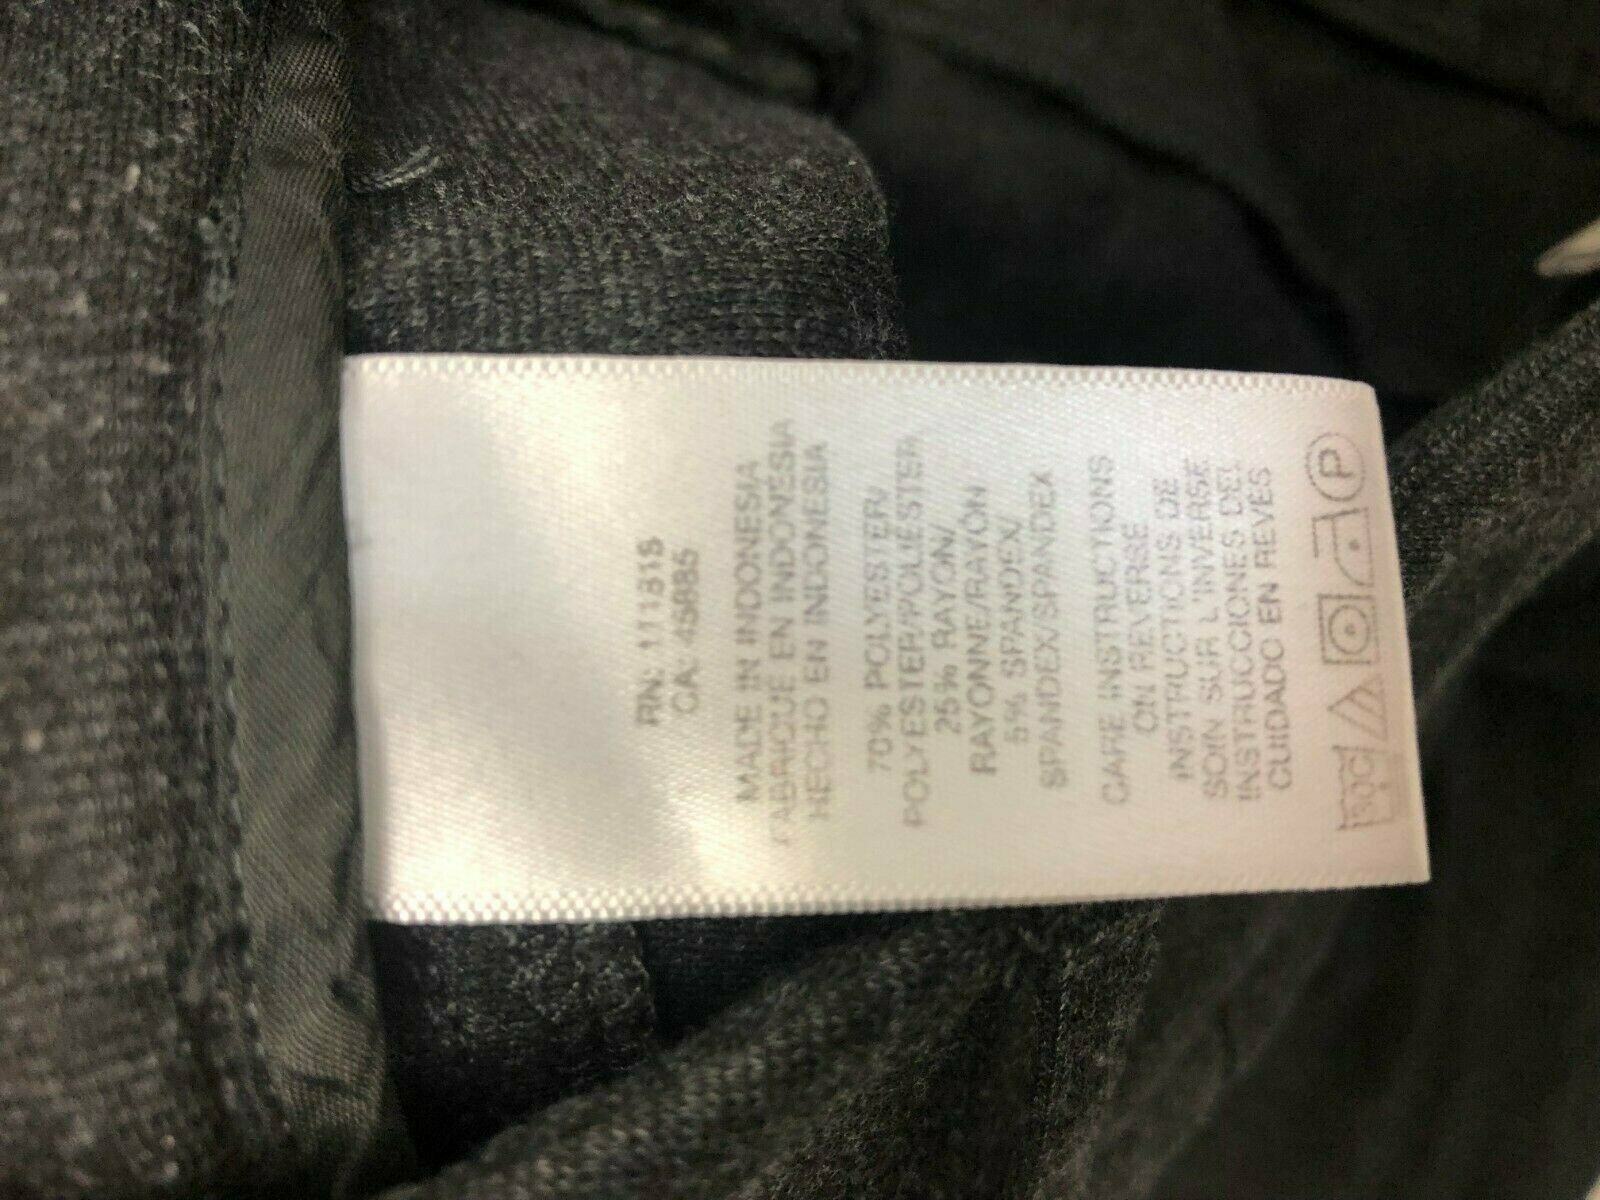 RN: 111818
CA: 45885
MADE IN INDONESIA
FABRIQUE EN INDONESIA
HECHO EN INDONESIA
70% POLYESTER/
POLYESTER/POLIESTER
25% RAYON/
RAYONNE/RAYON
5% SPANDEX/
SPANDEX/SPANDEX
CARE INSTRUCTIONS
ON REVERSE
INSTRUCTIONS DE
SOIN SUR L'INVERSE
INSTRUCCIONES DEL
CUIDADO EN REVES
30C P